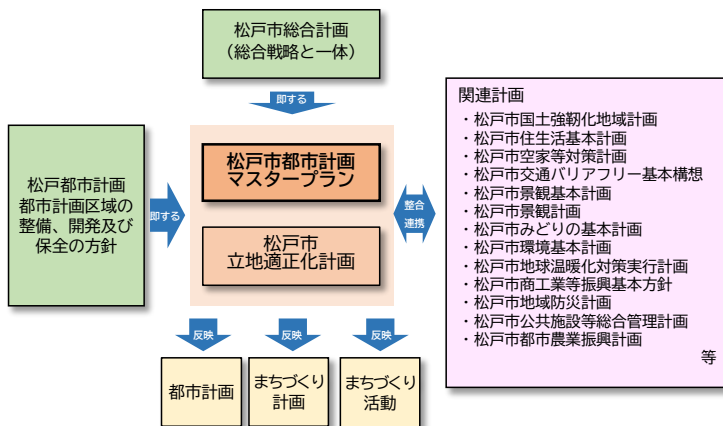 松戸市総合計画
（総合戦略と一体）
即する
松戸都市計画
都市計画区域の
整備、開発及び
保全の方針
即する
松戸市都市計画
マスタープラン
松戸市
立地適正化計画
整合
連携
関連計画
・松戸市国土強靭化地域計画
・松戸市住生活基本計画
・松戸市空家等対策計画
・松戸市交通バリアフリー基本構想
・松戸市景観基本計画
・松戸市景観計画
・松戸市みどりの基本計画
・松戸市環境基本計画
・松戸市地球温暖化対策実行計画
・松戸市商工業等振興基本方針
・松戸市地域防災計画
・松戸市公共施設等総合管理計画
・松戸市都市農業振興計画
等
反映
反映
反映
都市計画
まちづくり
計画
まちづくり
活動